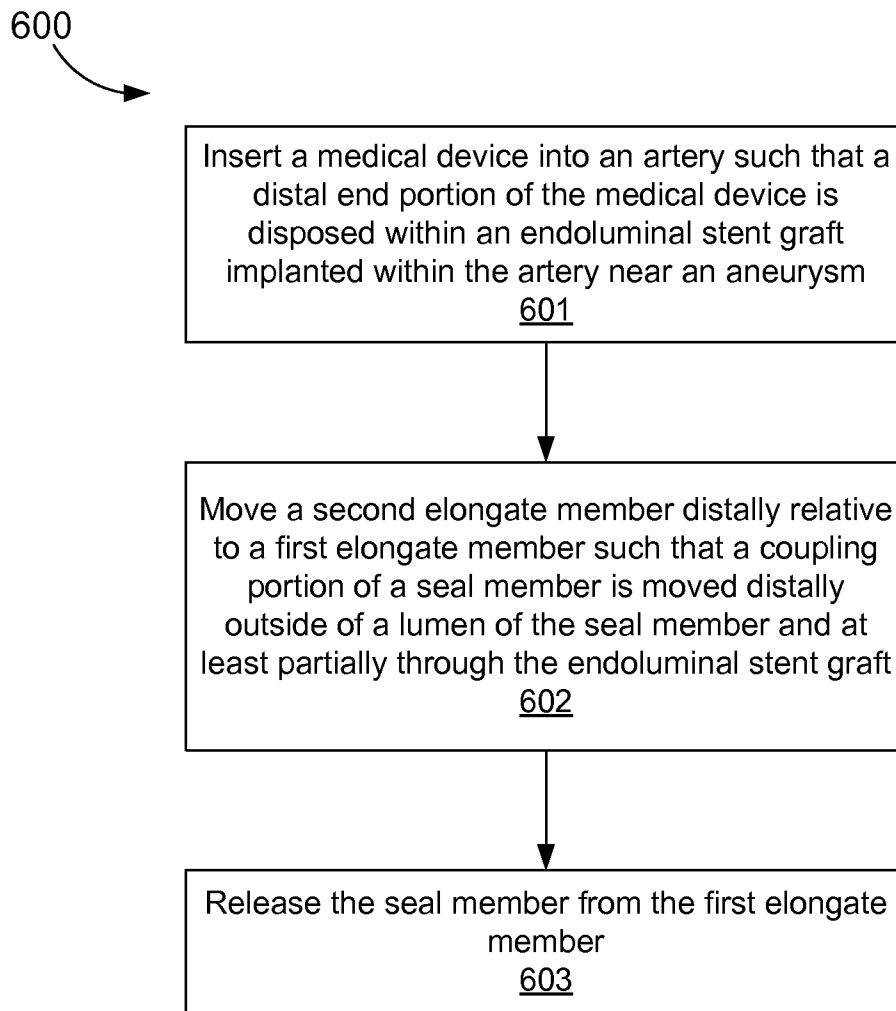 600
Insert a medical device into an artery such that a
distal end portion of the medical device is
disposed within an endoluminal stent graft
implanted within the artery near an aneurysm
601
Move a second elongate member distally relative
to a first elongate member such that a coupling
portion of a seal member is moved distally
outside of a lumen of the seal member and at
least partially through the endoluminal stent graft
602
Release the seal member from the first elongate
member
603